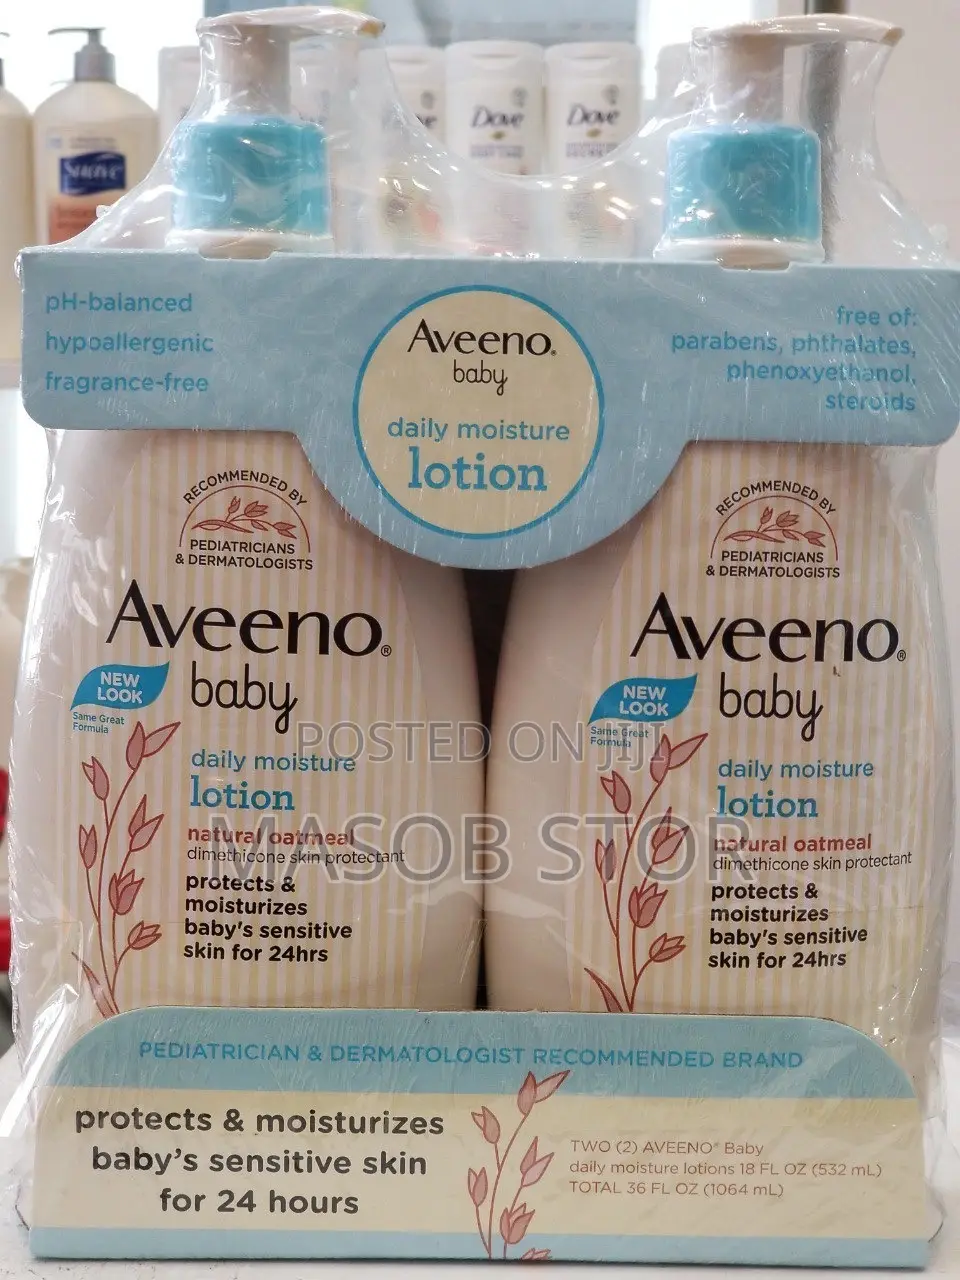 Suave
Dove
Dove
pH-balanced
hypoallergenic
fragrance-free
Aveeno®
baby
daily moisture
lotion
free of:
parabens, phthalates,
phenoxyethanol,
steroids
RECOMMENDED BY
PEDIATRICIANS
& DERMATOLOGISTS
Aveeno®
baby
NEW
LOOK
Same Great
Formula
daily moisture
lotion
natural oatmeal
dimethicone skin protectant
protects &
moisturizes
baby's sensitive
skin for 24hrs
RECOMMENDED BY
PEDIATRICIANS
& DERMATOLOGISTS
Aveeno®
baby
NEW
LOOK
Same Great
Formula
daily moisture
lotion
natural oatmeal
dimethicone skin protectant
protects &
moisturizes
baby's sensitive
skin for 24hrs
POSTED ON JIJI
MASOB STOR
PEDIATRICIAN & DERMATOLOGIST RECOMMENDED BRAND
protects & moisturizes
baby's sensitive skin
for 24 hours
TWO (2) AVEENO® Baby
daily moisture lotions 18 FL OZ (532 mL)
TOTAL 36 FL OZ (1064 mL)